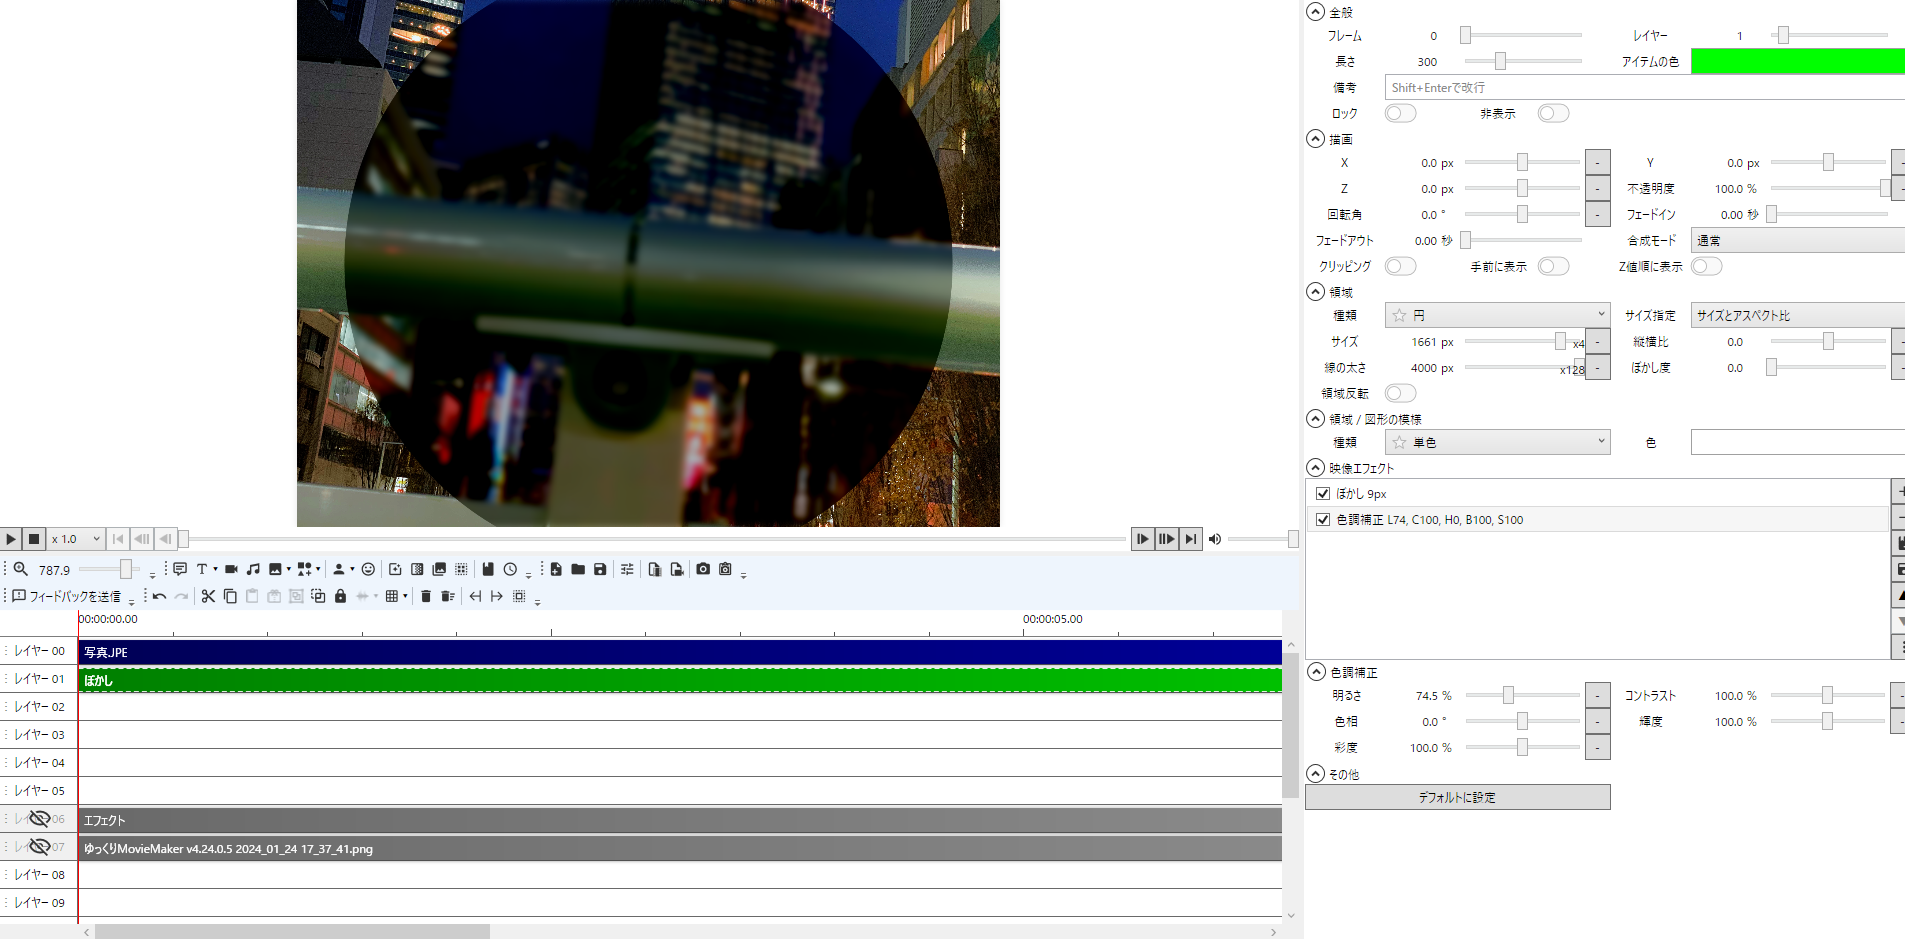 全般
フレーム 0 レイヤー 1
長さ 300 アイテムの色
備考 Shift+Enterで改行
ロック 非表示
描画
X 0.0 px - Y 0.0 px -
Z 0.0 px - 不透明度 100.0 % -
回転角 0.0 ° - フェードイン 0.00 秒
フェードアウト 0.00 秒 合成モード 通常
クリッピング 手前に表示 Z値順に表示
領域
種類 円 サイズ指定 サイズとアスペクト比
サイズ 1661 px x4 - 縦横比 0.0 -
線の太さ 4000 px x128 - ぼかし度 0.0 -
領域反転
領域 / 図形の模様
種類 単色 色
映像エフェクト
ぼかし 9px
色調補正 L74, C100, H0, B100, S100
色調補正
明るさ 74.5 % - コントラスト 100.0 % -
色相 0.0 ° - 輝度 100.0 % -
彩度 100.0 % -
その他
デフォルトに設定
x 1.0
787.9
フィードバックを送信
00:00:00.00 00:00:05.00
レイヤー 00 写真.JPE
レイヤー 01 ぼかし
レイヤー 02
レイヤー 03
レイヤー 04
レイヤー 05
06 エフェクト
07 ゆっくりMovieMaker v4.24.0.5 2024_01_24 17_37_41.png
レイヤー 08
レイヤー 09